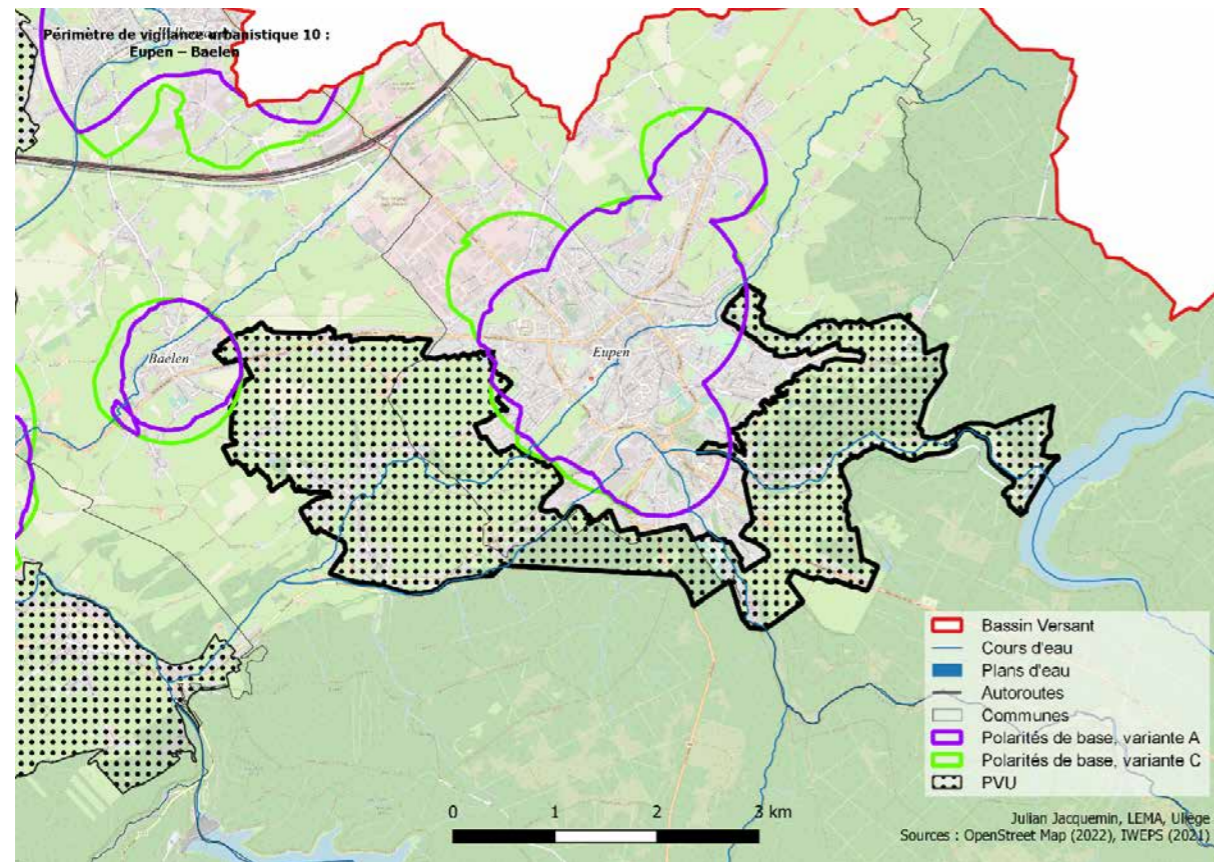 Périmètre de vigilance urbanistique 10 :
Eupen – Baelen
Baelen
Eupen
Bassin Versant
Cours d'eau
Plans d'eau
Autoroutes
Communes
Polarités de base, variante A
Polarités de base, variante C
PVU
0 1 2 3 km
Julian Jacquemin, LEMA, Uliège
Sources : OpenStreet Map (2022), IWEPS (2021)